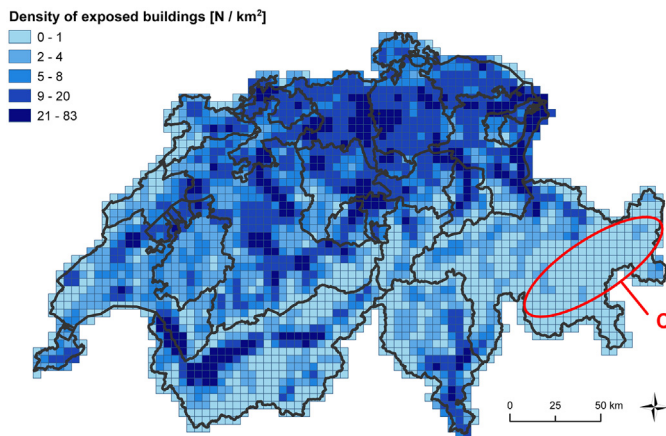 Density of exposed buildings [N / km²]
0 - 1
2 - 4
5 - 8
9 - 20
21 - 83
C
0 25 50 km